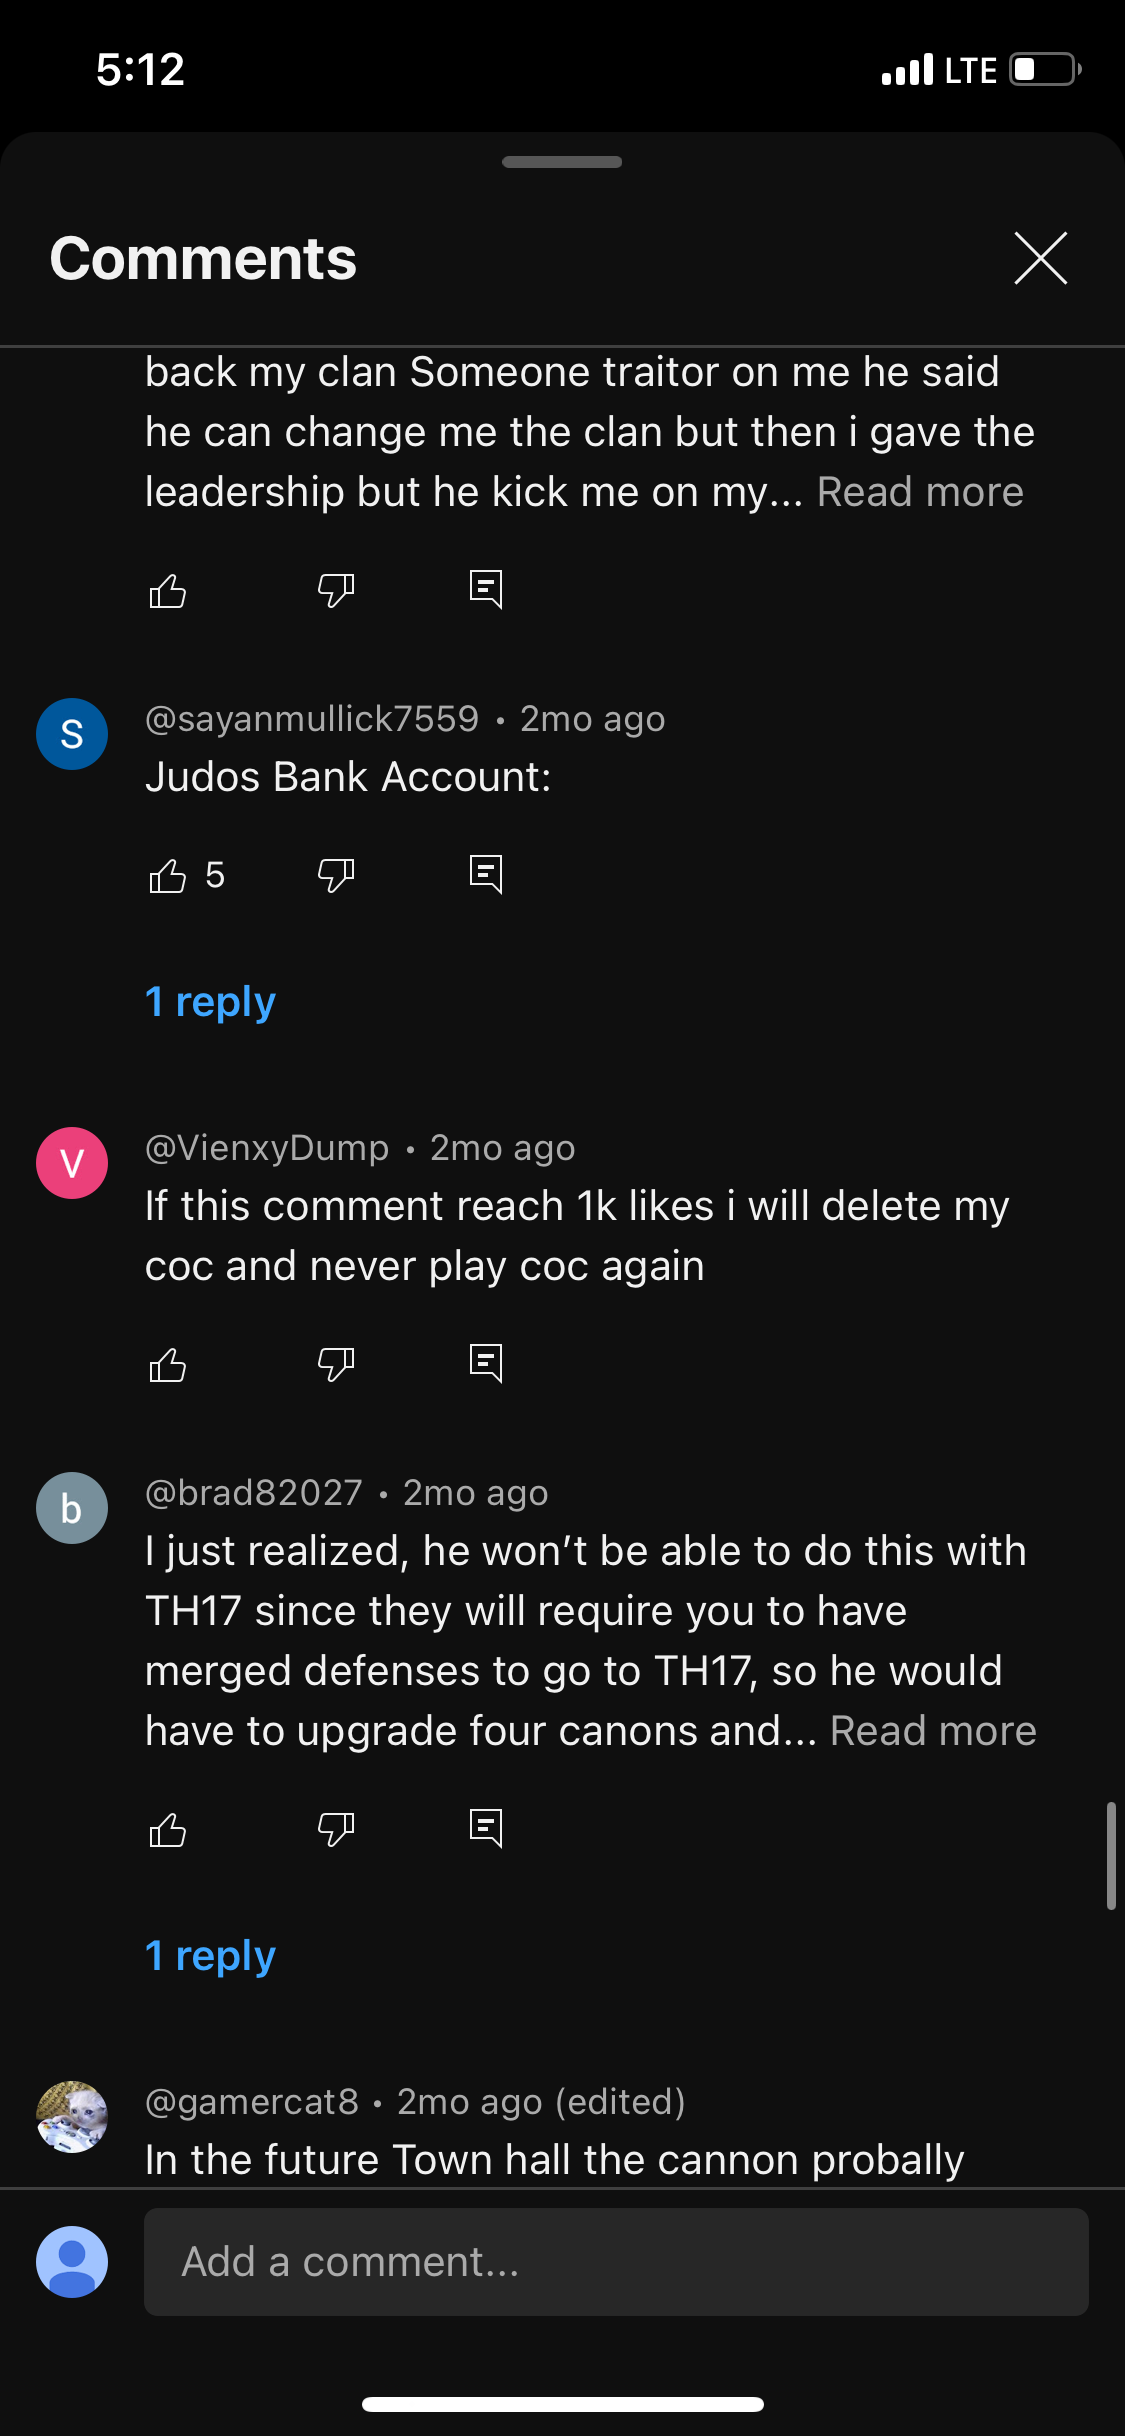 5:12
LTE
Comments
back my clan Someone traitor on me he said
he can change me the clan but then i gave the
leadership but he kick me on my... Read more
S
@sayanmullick7559 • 2mo ago
Judos Bank Account:
5
1 reply
V
@VienxyDump • 2mo ago
If this comment reach 1k likes i will delete my
coc and never play coc again
b
@brad82027 • 2mo ago
I just realized, he won't be able to do this with
TH17 since they will require you to have
merged defenses to go to TH17, so he would
have to upgrade four canons and... Read more
1 reply
@gamercat8 • 2mo ago (edited)
In the future Town hall the cannon probally
Add a comment...